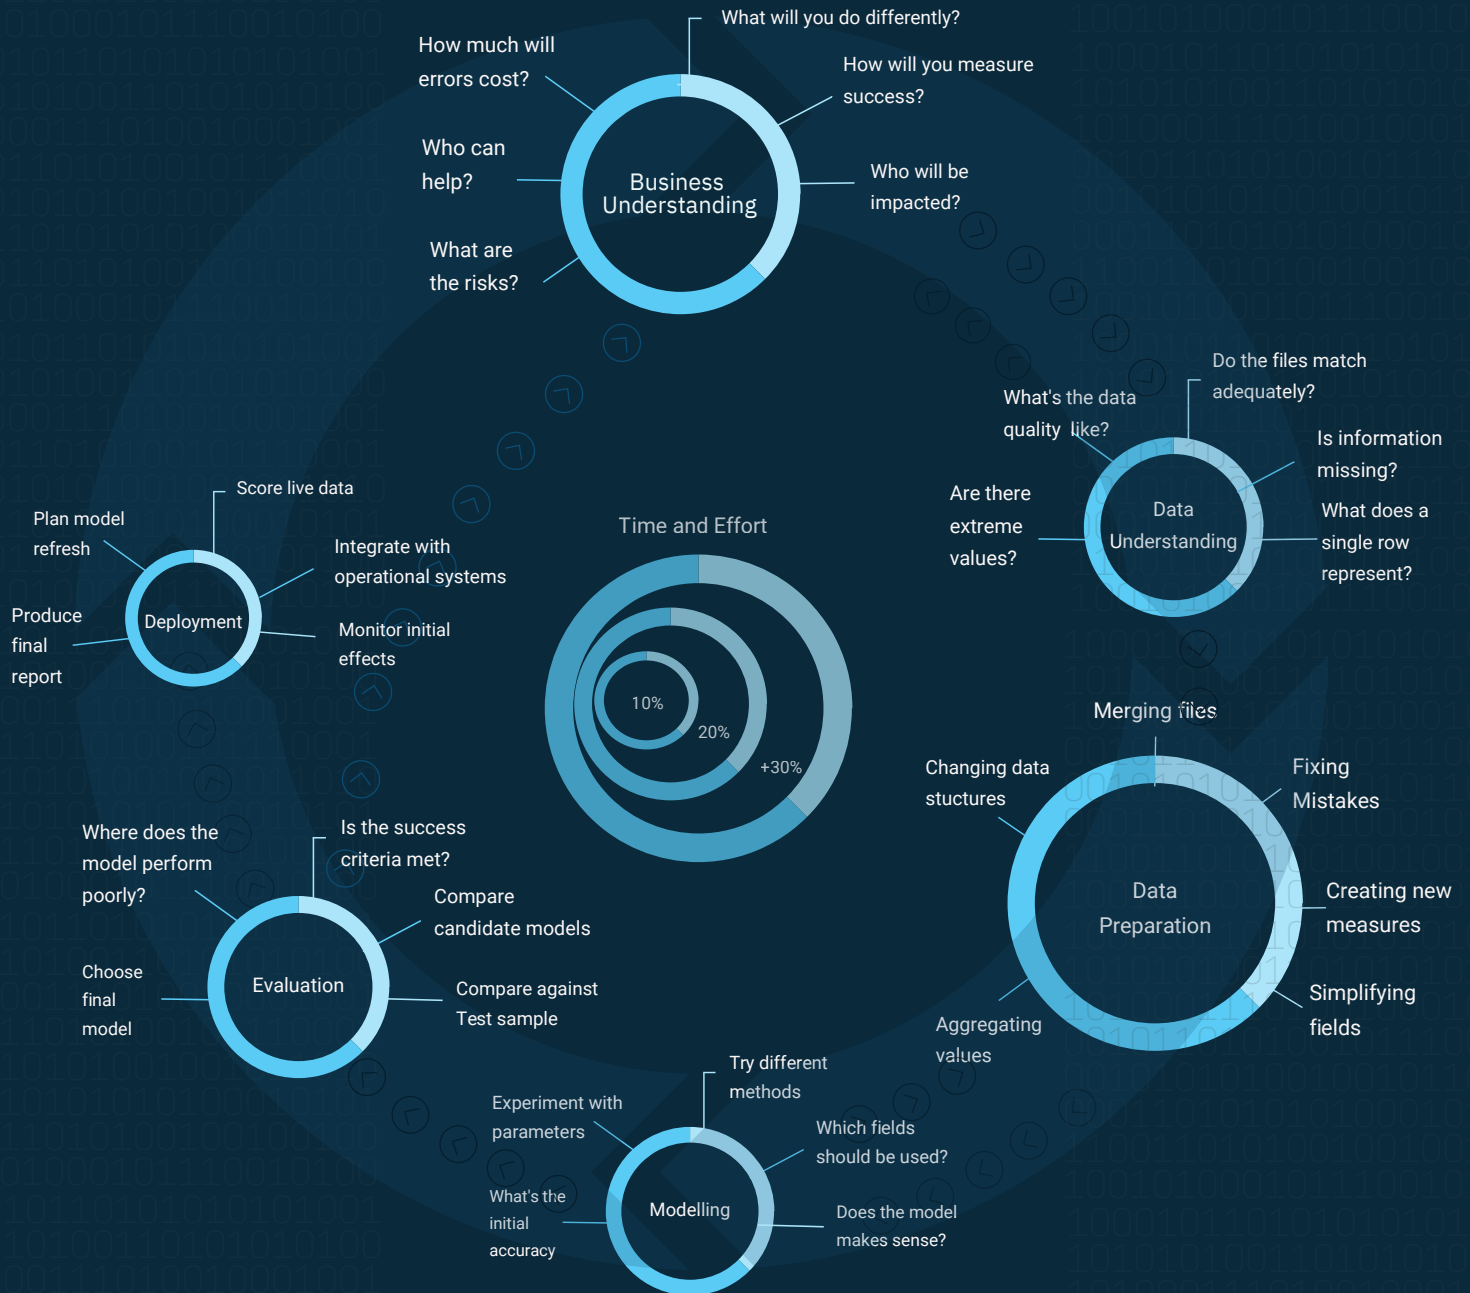 What will you do differently?
How much will
errors cost?
How will you measure
success?
Who can
help?
Who will be
impacted?
Business
Understanding
What are
the risks?
Do the files match
adequately?
What's the data
quality like?
Is information
missing?
Are there
extreme
values?
What does a
single row
represent?
Data
Understanding
Score live data
Plan model
refresh
Integrate with
operational systems
Produce
final
report
Deployment
Monitor initial
effects
Time and Effort
10%
20%
+30%
Merging files
Changing data
stuctures
Fixing
Mistakes
Data
Preparation
Creating new
measures
Simplifying
fields
Aggregating
values
Where does the
model perform
poorly?
Is the success
criteria met?
Compare
candidate models
Choose
final
model
Evaluation
Compare against
Test sample
Try different
methods
Experiment with
parameters
Which fields
should be used?
What's the
initial
accuracy
Modelling
Does the model
makes sense?